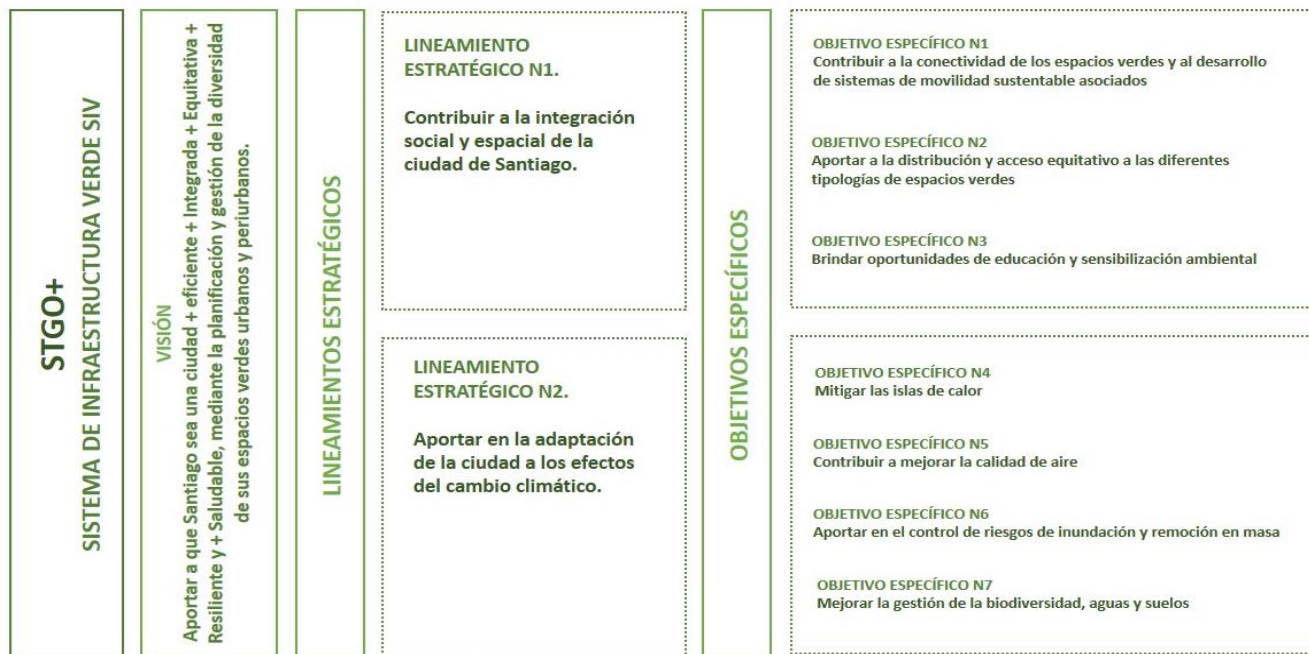 STGO+
SISTEMA DE INFRAESTRUCTURA VERDE SIV
VISIÓN
Aportar a que Santiago sea una ciudad + eficiente + Integrada + Equitativa +
Resiliente y + Saludable, mediante la planificación y gestión de la diversidad
de sus espacios verdes urbanos y periurbanos.
LINEAMIENTOS ESTRATÉGICOS
LINEAMIENTO
ESTRATÉGICO N1.
Contribuir a la integración
social y espacial de la
ciudad de Santiago.
LINEAMIENTO
ESTRATÉGICO N2.
Aportar en la adaptación
de la ciudad a los efectos
del cambio climático.
OBJETIVOS ESPECÍFICOS
OBJETIVO ESPECÍFICO N1
Contribuir a la conectividad de los espacios verdes y al desarrollo
de sistemas de movilidad sustentable asociados
OBJETIVO ESPECÍFICO N2
Aportar a la distribución y acceso equitativo a las diferentes
tipologías de espacios verdes
OBJETIVO ESPECÍFICO N3
Brindar oportunidades de educación y sensibilización ambiental
OBJETIVO ESPECÍFICO N4
Mitigar las islas de calor
OBJETIVO ESPECÍFICO N5
Contribuir a mejorar la calidad de aire
OBJETIVO ESPECÍFICO N6
Aportar en el control de riesgos de inundación y remoción en masa
OBJETIVO ESPECÍFICO N7
Mejorar la gestión de la biodiversidad, aguas y suelos